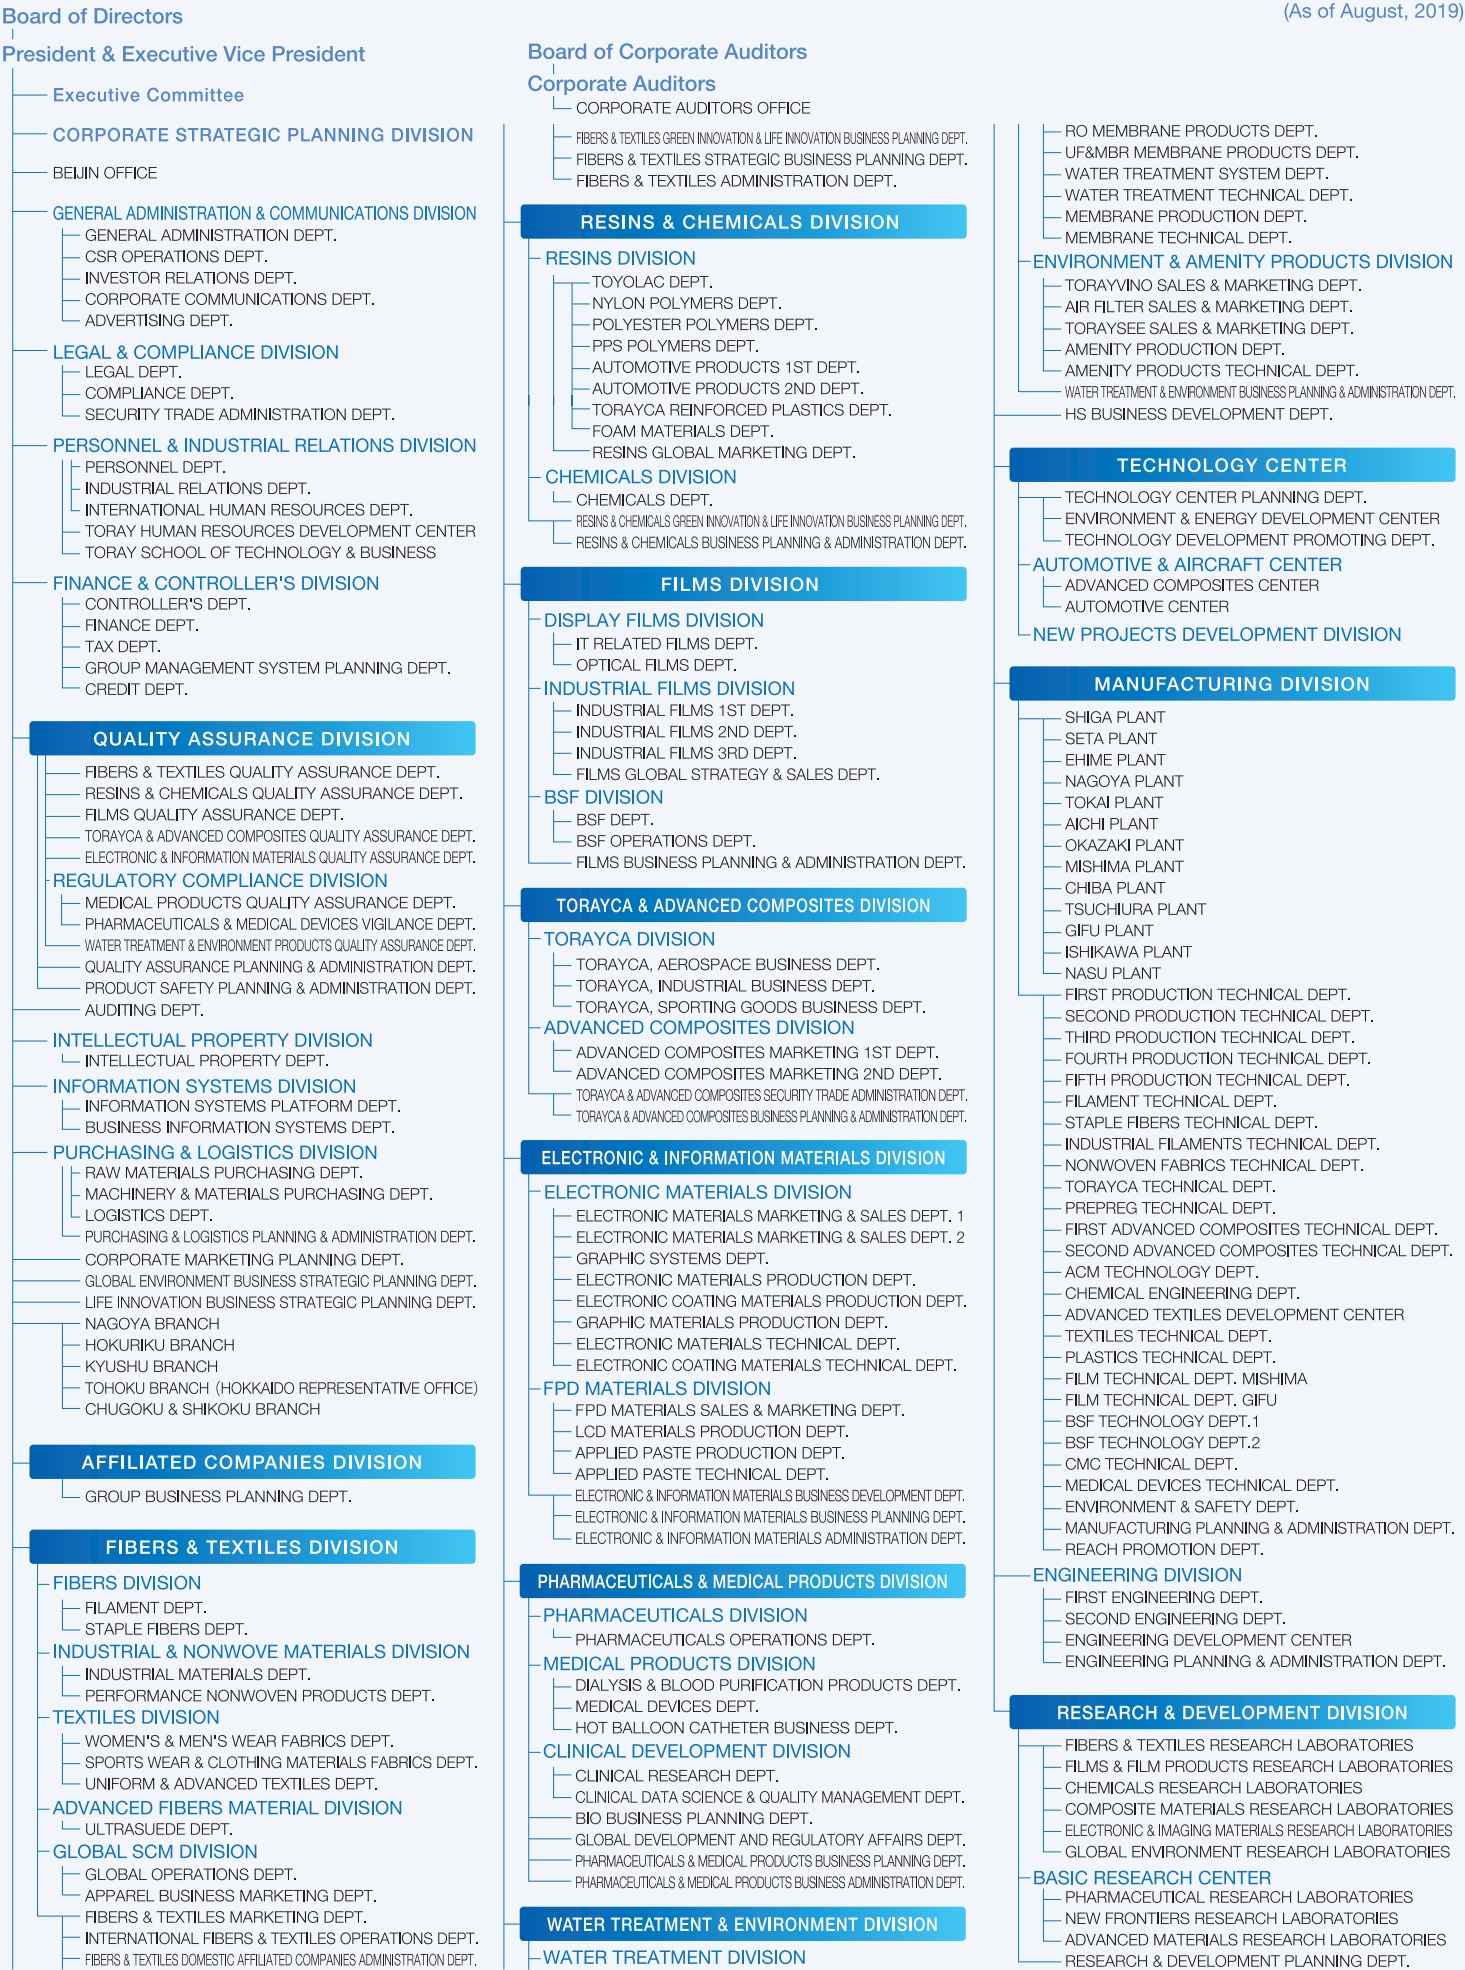 Board of Directors
President & Executive Vice President
Executive Committee
CORPORATE STRATEGIC PLANNING DIVISION
BEIJIN OFFICE
GENERAL ADMINISTRATION & COMMUNICATIONS DIVISION
GENERAL ADMINISTRATION DEPT.
CSR OPERATIONS DEPT.
INVESTOR RELATIONS DEPT.
CORPORATE COMMUNICATIONS DEPT.
ADVERTISING DEPT.
LEGAL & COMPLIANCE DIVISION
LEGAL DEPT.
COMPLIANCE DEPT.
SECURITY TRADE ADMINISTRATION DEPT.
PERSONNEL & INDUSTRIAL RELATIONS DIVISION
PERSONNEL DEPT.
INDUSTRIAL RELATIONS DEPT.
INTERNATIONAL HUMAN RESOURCES DEPT.
TORAY HUMAN RESOURCES DEVELOPMENT CENTER
TORAY SCHOOL OF TECHNOLOGY & BUSINESS
FINANCE & CONTROLLER'S DIVISION
CONTROLLER'S DEPT.
FINANCE DEPT.
TAX DEPT.
GROUP MANAGEMENT SYSTEM PLANNING DEPT.
CREDIT DEPT.
QUALITY ASSURANCE DIVISION
FIBERS & TEXTILES QUALITY ASSURANCE DEPT.
RESINS & CHEMICALS QUALITY ASSURANCE DEPT.
FILMS QUALITY ASSURANCE DEPT.
TORAYCA & ADVANCED COMPOSITES QUALITY ASSURANCE DEPT.
ELECTRONIC & INFORMATION MATERIALS QUALITY ASSURANCE DEPT.
REGULATORY COMPLIANCE DIVISION
MEDICAL PRODUCTS QUALITY ASSURANCE DEPT.
PHARMACEUTICALS & MEDICAL DEVICES VIGILANCE DEPT.
WATER TREATMENT & ENVIRONMENT PRODUCTS QUALITY ASSURANCE DEPT.
QUALITY ASSURANCE PLANNING & ADMINISTRATION DEPT.
PRODUCT SAFETY PLANNING & ADMINISTRATION DEPT.
AUDITING DEPT.
INTELLECTUAL PROPERTY DIVISION
INTELLECTUAL PROPERTY DEPT.
INFORMATION SYSTEMS DIVISION
INFORMATION SYSTEMS PLATFORM DEPT.
BUSINESS INFORMATION SYSTEMS DEPT.
PURCHASING & LOGISTICS DIVISION
RAW MATERIALS PURCHASING DEPT.
MACHINERY & MATERIALS PURCHASING DEPT.
LOGISTICS DEPT.
PURCHASING & LOGISTICS PLANNING & ADMINISTRATION DEPT.
CORPORATE MARKETING PLANNING DEPT.
GLOBAL ENVIRONMENT BUSINESS STRATEGIC PLANNING DEPT.
LIFE INNOVATION BUSINESS STRATEGIC PLANNING DEPT.
NAGOYA BRANCH
HOKURIKU BRANCH
KYUSHU BRANCH
TOHOKU BRANCH (HOKKAIDO REPRESENTATIVE OFFICE)
CHUGOKU & SHIKOKU BRANCH
AFFILIATED COMPANIES DIVISION
GROUP BUSINESS PLANNING DEPT.
FIBERS & TEXTILES DIVISION
FIBERS DIVISION
FILAMENT DEPT.
STAPLE FIBERS DEPT.
INDUSTRIAL & NONWOVE MATERIALS DIVISION
INDUSTRIAL MATERIALS DEPT.
PERFORMANCE NONWOVEN PRODUCTS DEPT.
TEXTILES DIVISION
WOMEN'S & MEN'S WEAR FABRICS DEPT.
SPORTS WEAR & CLOTHING MATERIALS FABRICS DEPT.
UNIFORM & ADVANCED TEXTILES DEPT.
ADVANCED FIBERS MATERIAL DIVISION
ULTRASUEDE DEPT.
GLOBAL SCM DIVISION
GLOBAL OPERATIONS DEPT.
APPAREL BUSINESS MARKETING DEPT.
FIBERS & TEXTILES MARKETING DEPT.
INTERNATIONAL FIBERS & TEXTILES OPERATIONS DEPT.
FIBERS & TEXTILES DOMESTIC AFFILIATED COMPANIES ADMINISTRATION DEPT.
Board of Corporate Auditors
Corporate Auditors
CORPORATE AUDITORS OFFICE
FIBERS & TEXTILES GREEN INNOVATION & LIFE INNOVATION BUSINESS PLANNING DEPT.
FIBERS & TEXTILES STRATEGIC BUSINESS PLANNING DEPT.
FIBERS & TEXTILES ADMINISTRATION DEPT.
RESINS & CHEMICALS DIVISION
RESINS DIVISION
TOYOLAC DEPT.
NYLON POLYMERS DEPT.
POLYESTER POLYMERS DEPT.
PPS POLYMERS DEPT.
AUTOMOTIVE PRODUCTS 1ST DEPT.
AUTOMOTIVE PRODUCTS 2ND DEPT.
TORAYCA REINFORCED PLASTICS DEPT.
FOAM MATERIALS DEPT.
RESINS GLOBAL MARKETING DEPT.
CHEMICALS DIVISION
CHEMICALS DEPT.
RESINS & CHEMICALS GREEN INNOVATION & LIFE INNOVATION BUSINESS PLANNING DEPT.
RESINS & CHEMICALS BUSINESS PLANNING & ADMINISTRATION DEPT.
FILMS DIVISION
DISPLAY FILMS DIVISION
IT RELATED FILMS DEPT.
OPTICAL FILMS DEPT.
INDUSTRIAL FILMS DIVISION
INDUSTRIAL FILMS 1ST DEPT.
INDUSTRIAL FILMS 2ND DEPT.
INDUSTRIAL FILMS 3RD DEPT.
FILMS GLOBAL STRATEGY & SALES DEPT.
BSF DIVISION
BSF DEPT.
BSF OPERATIONS DEPT.
FILMS BUSINESS PLANNING & ADMINISTRATION DEPT.
TORAYCA & ADVANCED COMPOSITES DIVISION
TORAYCA DIVISION
TORAYCA, AEROSPACE BUSINESS DEPT.
TORAYCA, INDUSTRIAL BUSINESS DEPT.
TORAYCA, SPORTING GOODS BUSINESS DEPT.
ADVANCED COMPOSITES DIVISION
ADVANCED COMPOSITES MARKETING 1ST DEPT.
ADVANCED COMPOSITES MARKETING 2ND DEPT.
TORAYCA & ADVANCED COMPOSITES SECURITY TRADE ADMINISTRATION DEPT.
TORAYCA & ADVANCED COMPOSITES BUSINESS PLANNING & ADMINISTRATION DEPT.
ELECTRONIC & INFORMATION MATERIALS DIVISION
ELECTRONIC MATERIALS DIVISION
ELECTRONIC MATERIALS MARKETING & SALES DEPT. 1
ELECTRONIC MATERIALS MARKETING & SALES DEPT. 2
GRAPHIC SYSTEMS DEPT.
ELECTRONIC MATERIALS PRODUCTION DEPT.
ELECTRONIC COATING MATERIALS PRODUCTION DEPT.
GRAPHIC MATERIALS PRODUCTION DEPT.
ELECTRONIC MATERIALS TECHNICAL DEPT.
ELECTRONIC COATING MATERIALS TECHNICAL DEPT.
FPD MATERIALS DIVISION
FPD MATERIALS SALES & MARKETING DEPT.
LCD MATERIALS PRODUCTION DEPT.
APPLIED PASTE PRODUCTION DEPT.
APPLIED PASTE TECHNICAL DEPT.
ELECTRONIC & INFORMATION MATERIALS BUSINESS DEVELOPMENT DEPT.
ELECTRONIC & INFORMATION MATERIALS BUSINESS PLANNING DEPT.
ELECTRONIC & INFORMATION MATERIALS ADMINISTRATION DEPT.
PHARMACEUTICALS & MEDICAL PRODUCTS DIVISION
PHARMACEUTICALS DIVISION
PHARMACEUTICALS OPERATIONS DEPT.
MEDICAL PRODUCTS DIVISION
DIALYSIS & BLOOD PURIFICATION PRODUCTS DEPT.
MEDICAL DEVICES DEPT.
HOT BALLOON CATHETER BUSINESS DEPT.
CLINICAL DEVELOPMENT DIVISION
CLINICAL RESEARCH DEPT.
CLINICAL DATA SCIENCE & QUALITY MANAGEMENT DEPT.
BIO BUSINESS PLANNING DEPT.
GLOBAL DEVELOPMENT AND REGULATORY AFFAIRS DEPT.
PHARMACEUTICALS & MEDICAL PRODUCTS BUSINESS PLANNING DEPT.
PHARMACEUTICALS & MEDICAL PRODUCTS BUSINESS ADMINISTRATION DEPT.
WATER TREATMENT & ENVIRONMENT DIVISION
WATER TREATMENT DIVISION
(As of August, 2019)
RO MEMBRANE PRODUCTS DEPT.
UF&MBR MEMBRANE PRODUCTS DEPT.
WATER TREATMENT SYSTEM DEPT.
WATER TREATMENT TECHNICAL DEPT.
MEMBRANE PRODUCTION DEPT.
MEMBRANE TECHNICAL DEPT.
ENVIRONMENT & AMENITY PRODUCTS DIVISION
TORAYVINO SALES & MARKETING DEPT.
AIR FILTER SALES & MARKETING DEPT.
TORAYSEE SALES & MARKETING DEPT.
AMENITY PRODUCTION DEPT.
AMENITY PRODUCTS TECHNICAL DEPT.
WATER TREATMENT & ENVIRONMENT BUSINESS PLANNING & ADMINISTRATION DEPT.
HS BUSINESS DEVELOPMENT DEPT.
TECHNOLOGY CENTER
TECHNOLOGY CENTER PLANNING DEPT.
ENVIRONMENT & ENERGY DEVELOPMENT CENTER
TECHNOLOGY DEVELOPMENT PROMOTING DEPT.
AUTOMOTIVE & AIRCRAFT CENTER
ADVANCED COMPOSITES CENTER
AUTOMOTIVE CENTER
NEW PROJECTS DEVELOPMENT DIVISION
MANUFACTURING DIVISION
SHIGA PLANT
SETA PLANT
EHIME PLANT
NAGOYA PLANT
TOKAI PLANT
AICHI PLANT
OKAZAKI PLANT
MISHIMA PLANT
CHIBA PLANT
TSUCHIURA PLANT
GIFU PLANT
ISHIKAWA PLANT
NASU PLANT
FIRST PRODUCTION TECHNICAL DEPT.
SECOND PRODUCTION TECHNICAL DEPT.
THIRD PRODUCTION TECHNICAL DEPT.
FOURTH PRODUCTION TECHNICAL DEPT.
FIFTH PRODUCTION TECHNICAL DEPT.
FILAMENT TECHNICAL DEPT.
STAPLE FIBERS TECHNICAL DEPT.
INDUSTRIAL FILAMENTS TECHNICAL DEPT.
NONWOVEN FABRICS TECHNICAL DEPT.
TORAYCA TECHNICAL DEPT.
PREPREG TECHNICAL DEPT.
FIRST ADVANCED COMPOSITES TECHNICAL DEPT.
SECOND ADVANCED COMPOSITES TECHNICAL DEPT.
ACM TECHNOLOGY DEPT.
CHEMICAL ENGINEERING DEPT.
ADVANCED TEXTILES DEVELOPMENT CENTER
TEXTILES TECHNICAL DEPT.
PLASTICS TECHNICAL DEPT.
FILM TECHNICAL DEPT. MISHIMA
FILM TECHNICAL DEPT. GIFU
BSF TECHNOLOGY DEPT.1
BSF TECHNOLOGY DEPT.2
CMC TECHNICAL DEPT.
MEDICAL DEVICES TECHNICAL DEPT.
ENVIRONMENT & SAFETY DEPT.
MANUFACTURING PLANNING & ADMINISTRATION DEPT.
REACH PROMOTION DEPT.
ENGINEERING DIVISION
FIRST ENGINEERING DEPT.
SECOND ENGINEERING DEPT.
ENGINEERING DEVELOPMENT CENTER
ENGINEERING PLANNING & ADMINISTRATION DEPT.
RESEARCH & DEVELOPMENT DIVISION
FIBERS & TEXTILES RESEARCH LABORATORIES
FILMS & FILM PRODUCTS RESEARCH LABORATORIES
CHEMICALS RESEARCH LABORATORIES
COMPOSITE MATERIALS RESEARCH LABORATORIES
ELECTRONIC & IMAGING MATERIALS RESEARCH LABORATORIES
GLOBAL ENVIRONMENT RESEARCH LABORATORIES
BASIC RESEARCH CENTER
PHARMACEUTICAL RESEARCH LABORATORIES
NEW FRONTIERS RESEARCH LABORATORIES
ADVANCED MATERIALS RESEARCH LABORATORIES
RESEARCH & DEVELOPMENT PLANNING DEPT.